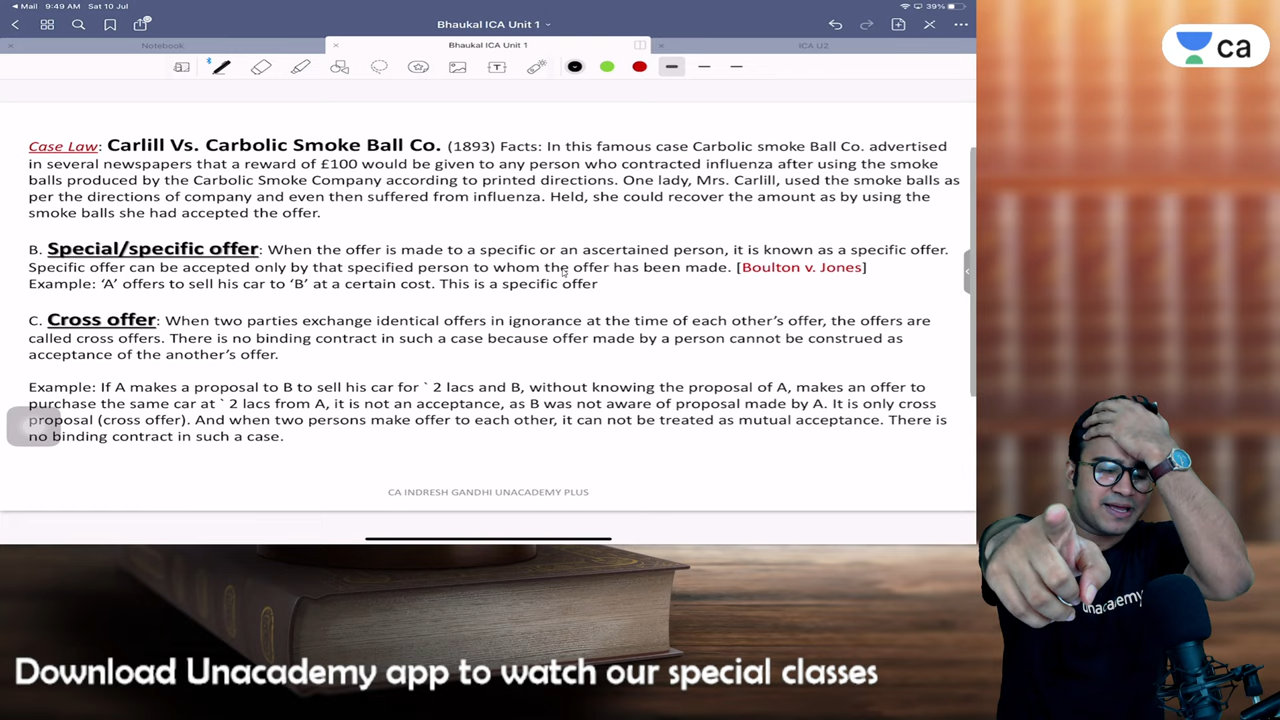 Mail 9:49 AM Sat 10 Jul 39%
Bhaukal ICA Unit 1
Notebook Bhaukal ICA Unit 1 ICA U2
ca
Case Law: Carlill Vs. Carbolic Smoke Ball Co. (1893) Facts: In this famous case Carbolic smoke Ball Co. advertised
in several newspapers that a reward of £100 would be given to any person who contracted influenza after using the smoke
balls produced by the Carbolic Smoke Company according to printed directions. One lady, Mrs. Carlill, used the smoke balls as
per the directions of company and even then suffered from influenza. Held, she could recover the amount as by using the
smoke balls she had accepted the offer.
B. Special/specific offer: When the offer is made to a specific or an ascertained person, it is known as a specific offer.
Specific offer can be accepted only by that specified person to whom the offer has been made. [Boulton v. Jones]
Example: ‘A’ offers to sell his car to ‘B’ at a certain cost. This is a specific offer
C. Cross offer: When two parties exchange identical offers in ignorance at the time of each other’s offer, the offers are
called cross offers. There is no binding contract in such a case because offer made by a person cannot be construed as
acceptance of the another’s offer.
Example: If A makes a proposal to B to sell his car for ` 2 lacs and B, without knowing the proposal of A, makes an offer to
purchase the same car at ` 2 lacs from A, it is not an acceptance, as B was not aware of proposal made by A. It is only cross
proposal (cross offer). And when two persons make offer to each other, it can not be treated as mutual acceptance. There is
no binding contract in such a case.
CA INDRESH GANDHI UNACADEMY PLUS
unacademy
Download Unacademy app to watch our special classes